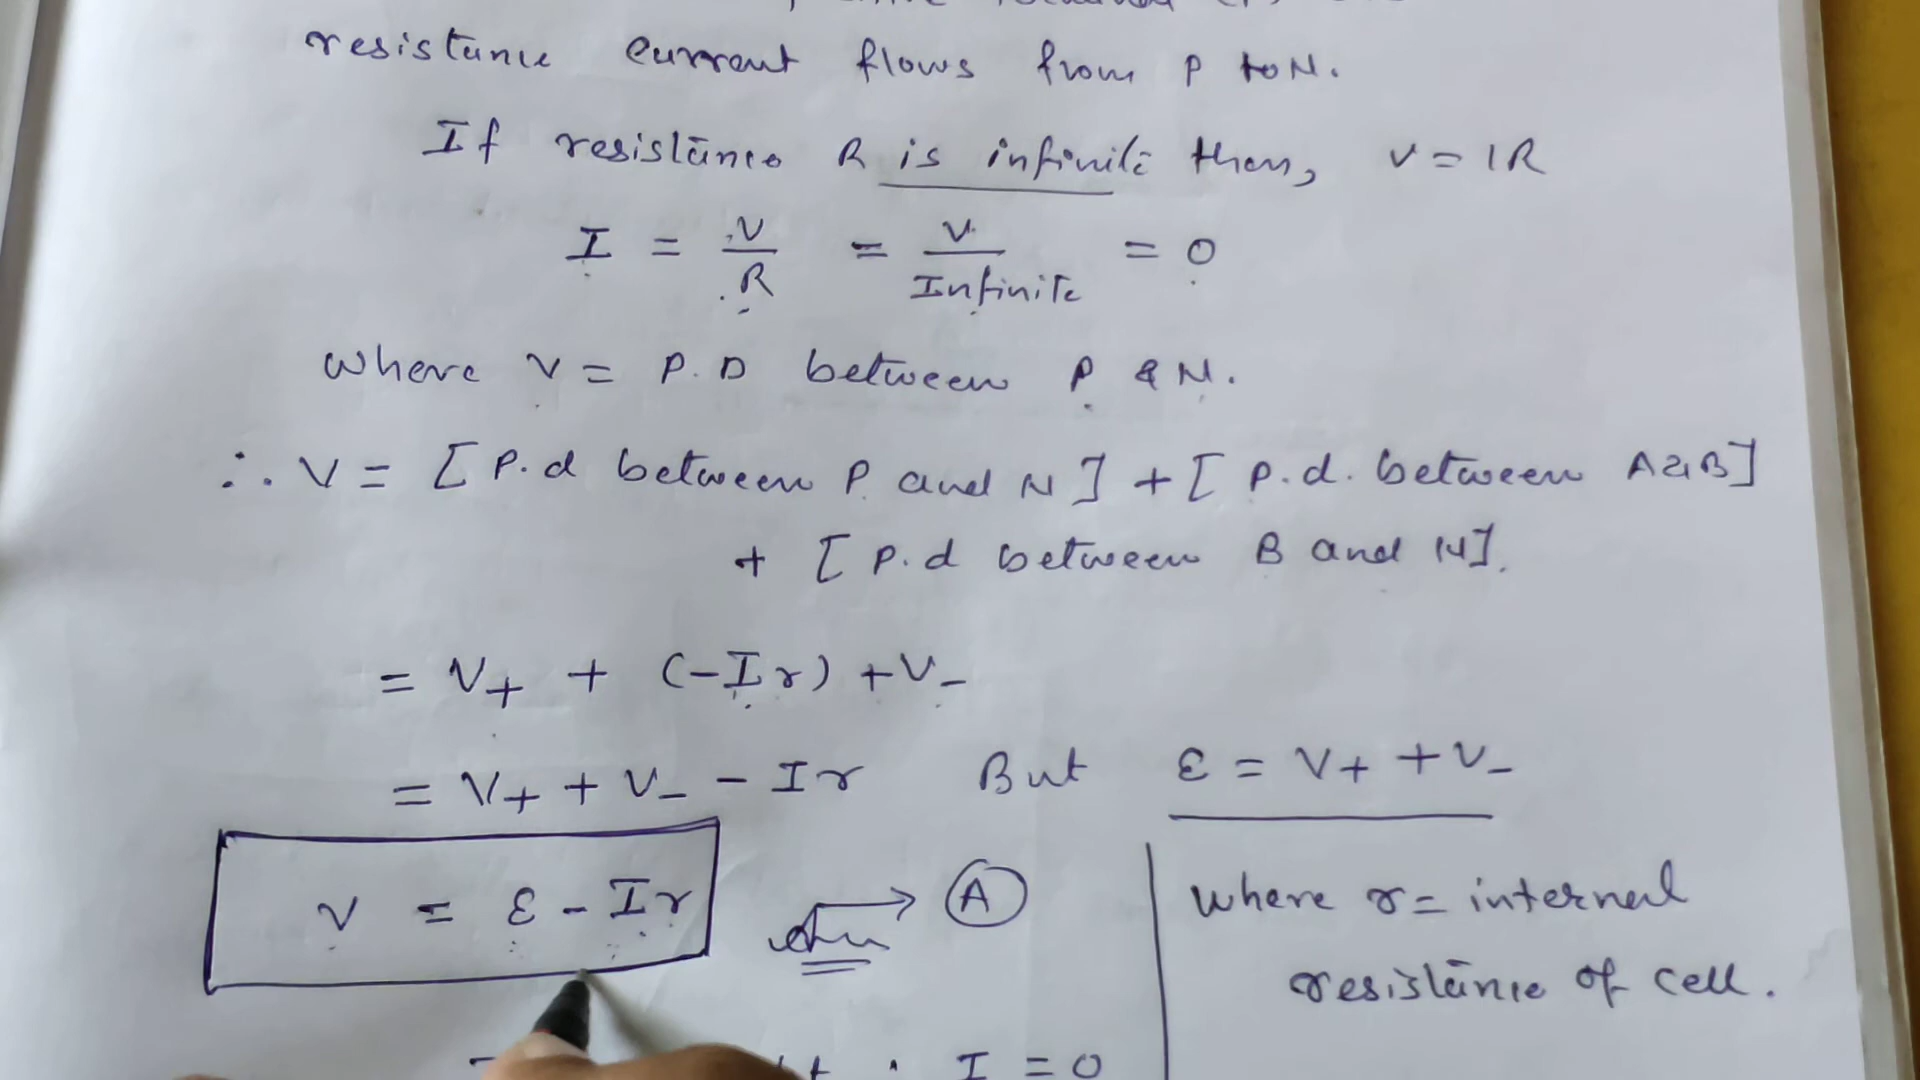 resistance current flows from P to N.
If resistance R is infinite then, V = IR
I = V/R = V/Infinite = 0
where V = P.D between P & N.
∴ V = [P.d between P and N] + [P.d. between A & B]
+ [P.d between B and N].
= V+ + (-Ir) + V-
= V+ + V- - Ir But ε = V+ + V-
V = ε - Ir → A
where r = internal
resistance of cell.
I = 0